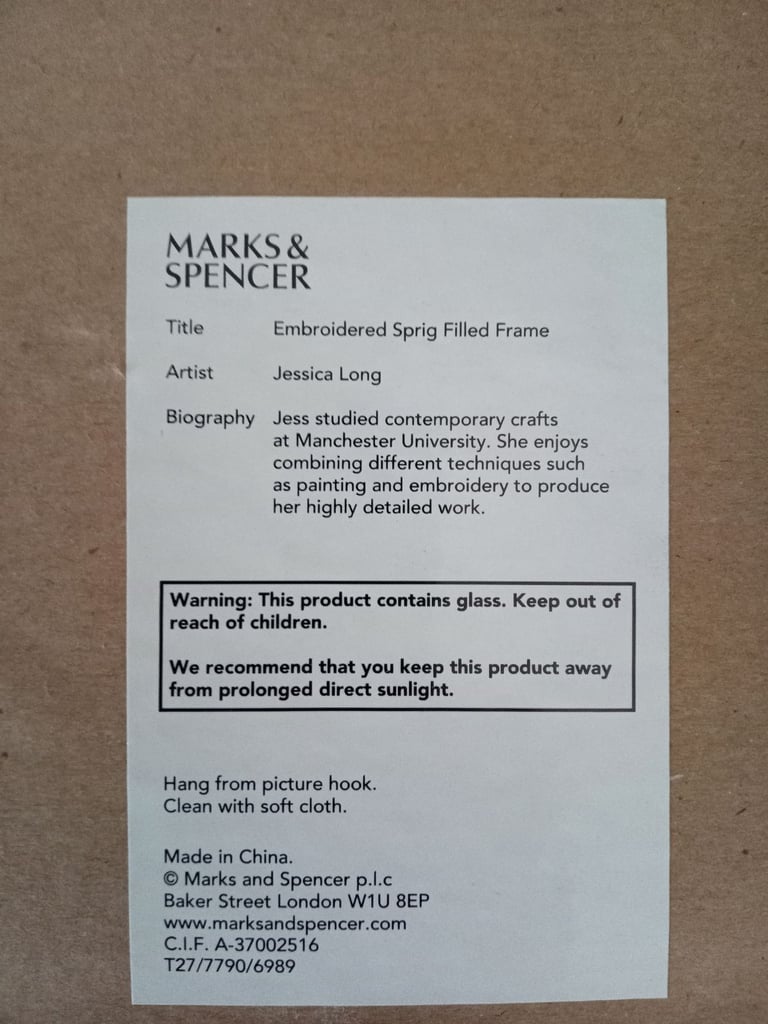 MARKS &
SPENCER
Title Embroidered Sprig Filled Frame
Artist Jessica Long
Biography Jess studied contemporary crafts
at Manchester University. She enjoys
combining different techniques such
as painting and embroidery to produce
her highly detailed work.
Warning: This product contains glass. Keep out of
reach of children.
We recommend that you keep this product away
from prolonged direct sunlight.
Hang from picture hook.
Clean with soft cloth.
Made in China.
© Marks and Spencer p.l.c
Baker Street London W1U 8EP
www.marksandspencer.com
C.I.F. A-37002516
T27/7790/6989